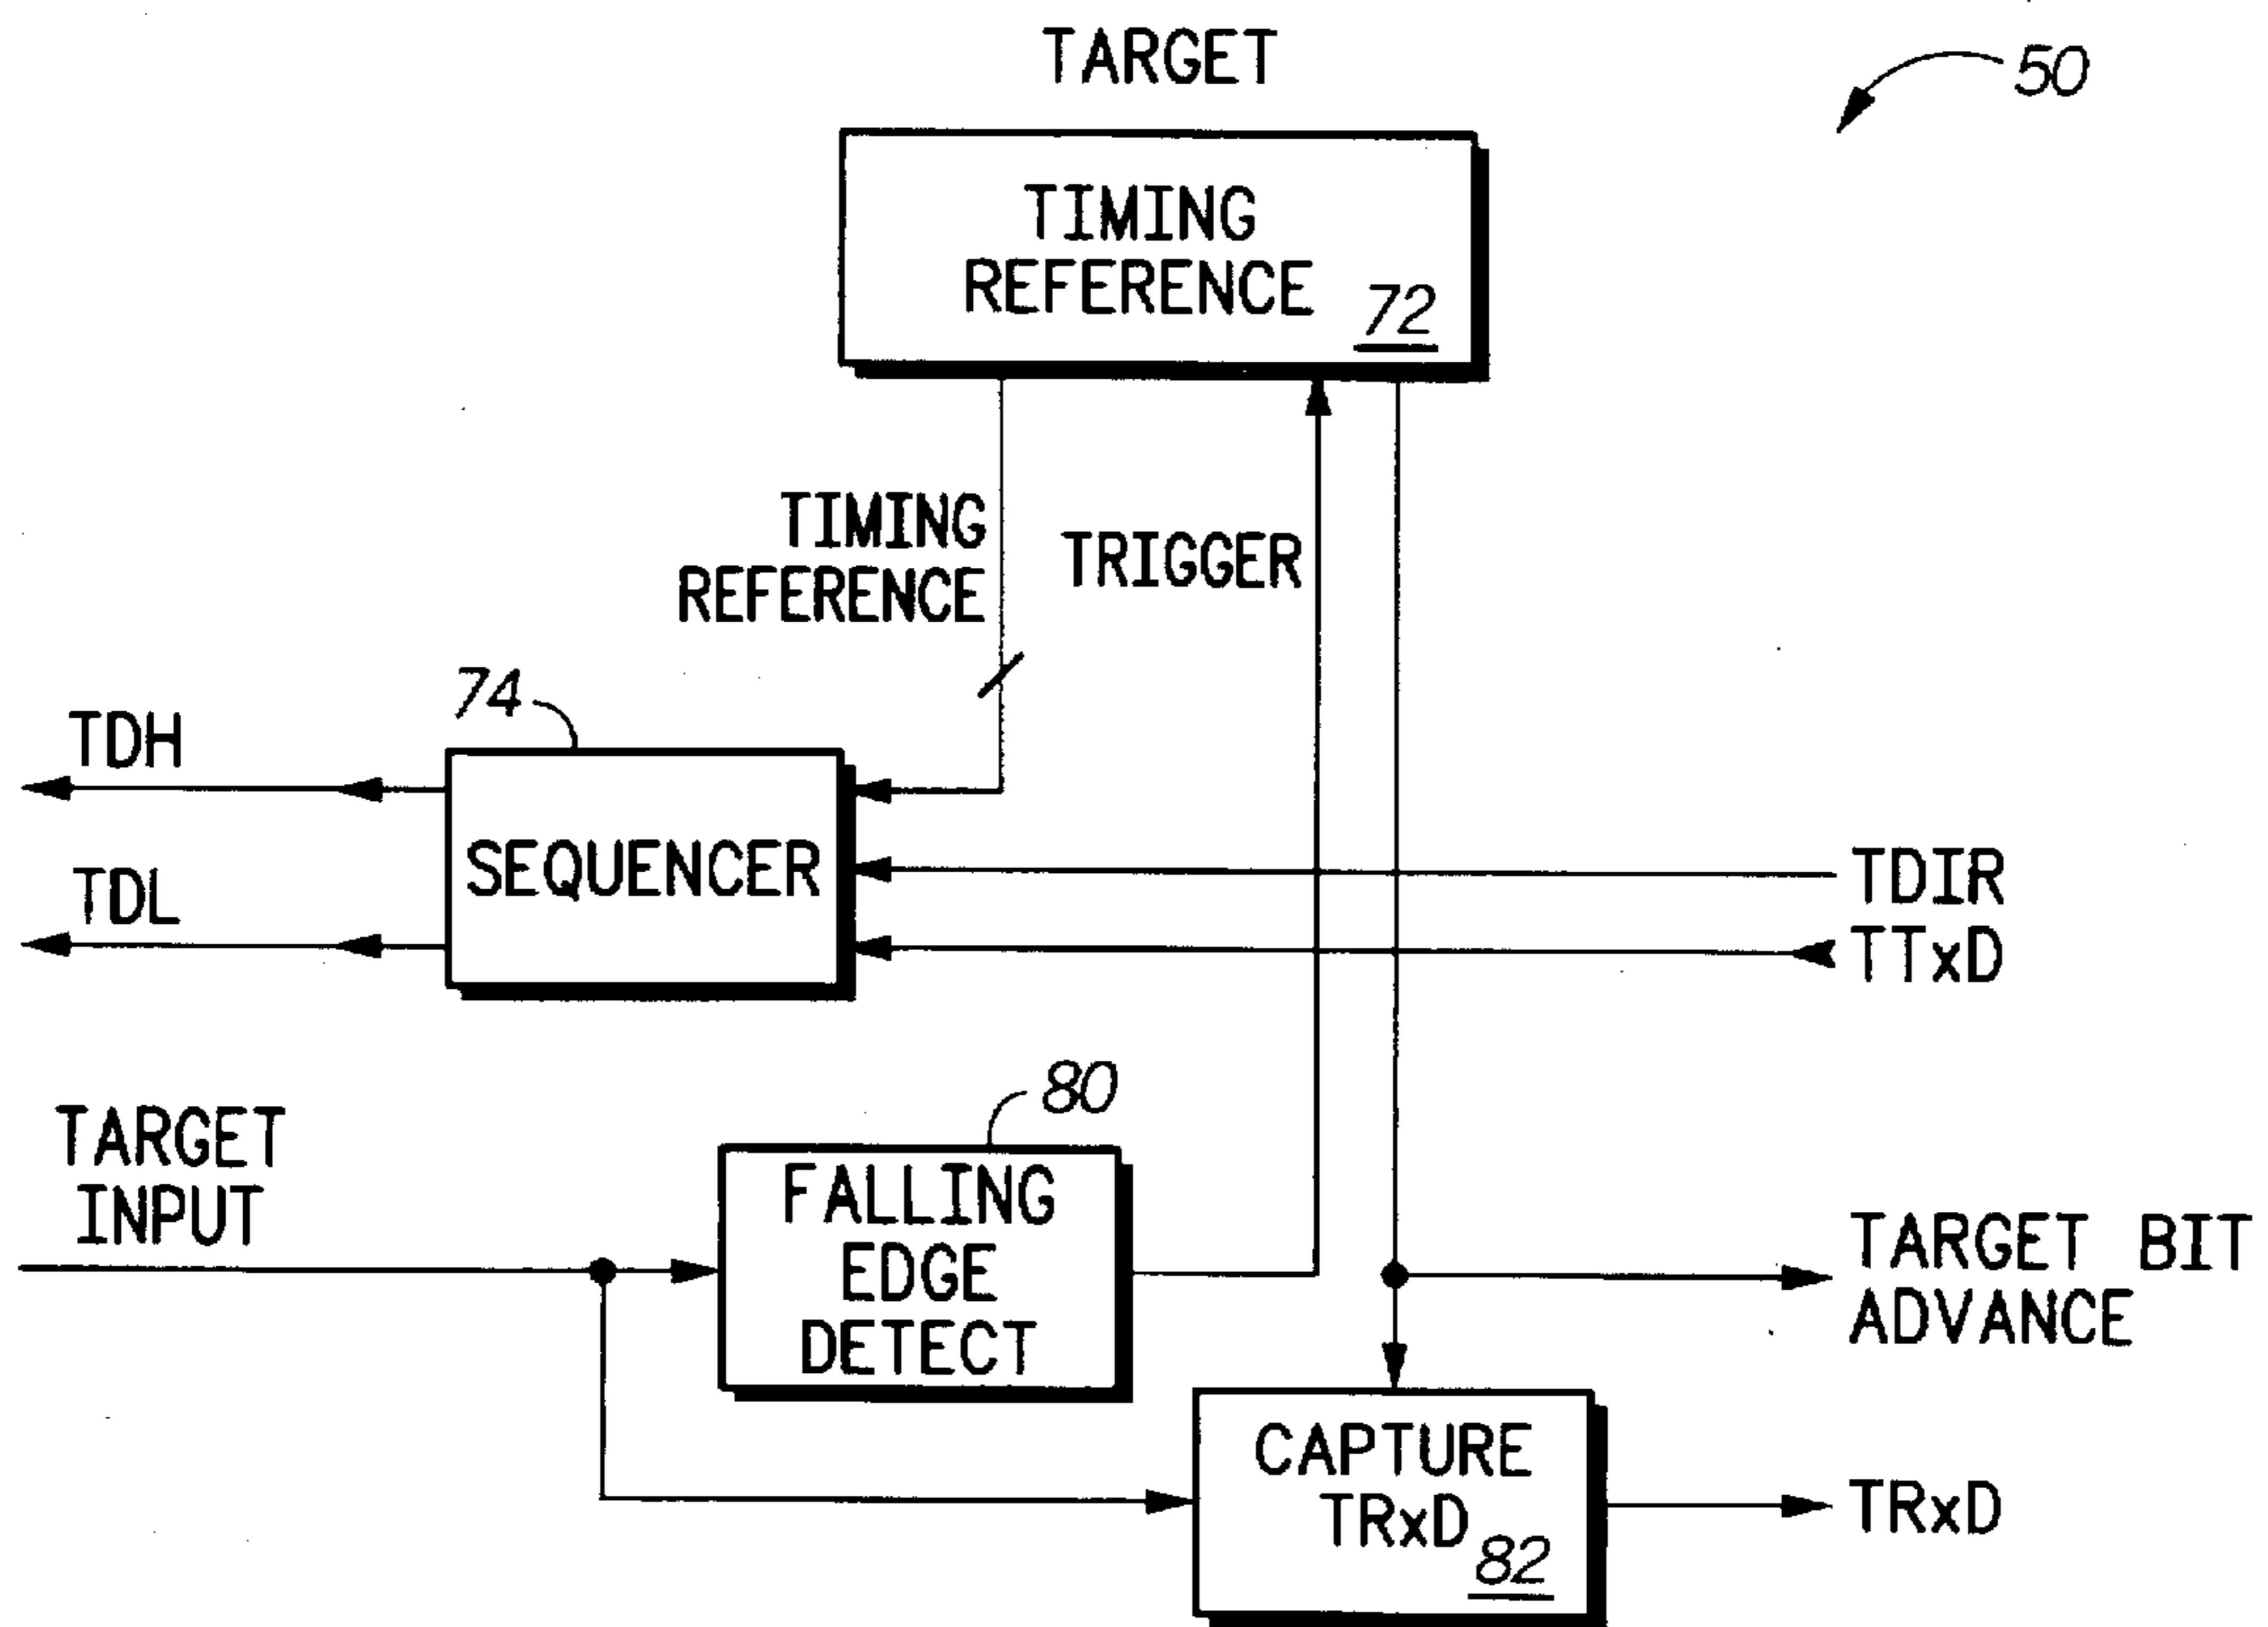 TARGET
50
TIMING
REFERENCE
72
TIMING
REFERENCE
TRIGGER
74
TDH
SEQUENCER
TDL
TDIR
TTxD
80
TARGET
INPUT
FALLING
EDGE
DETECT
TARGET BIT
ADVANCE
CAPTURE
TRxD
82
TRxD